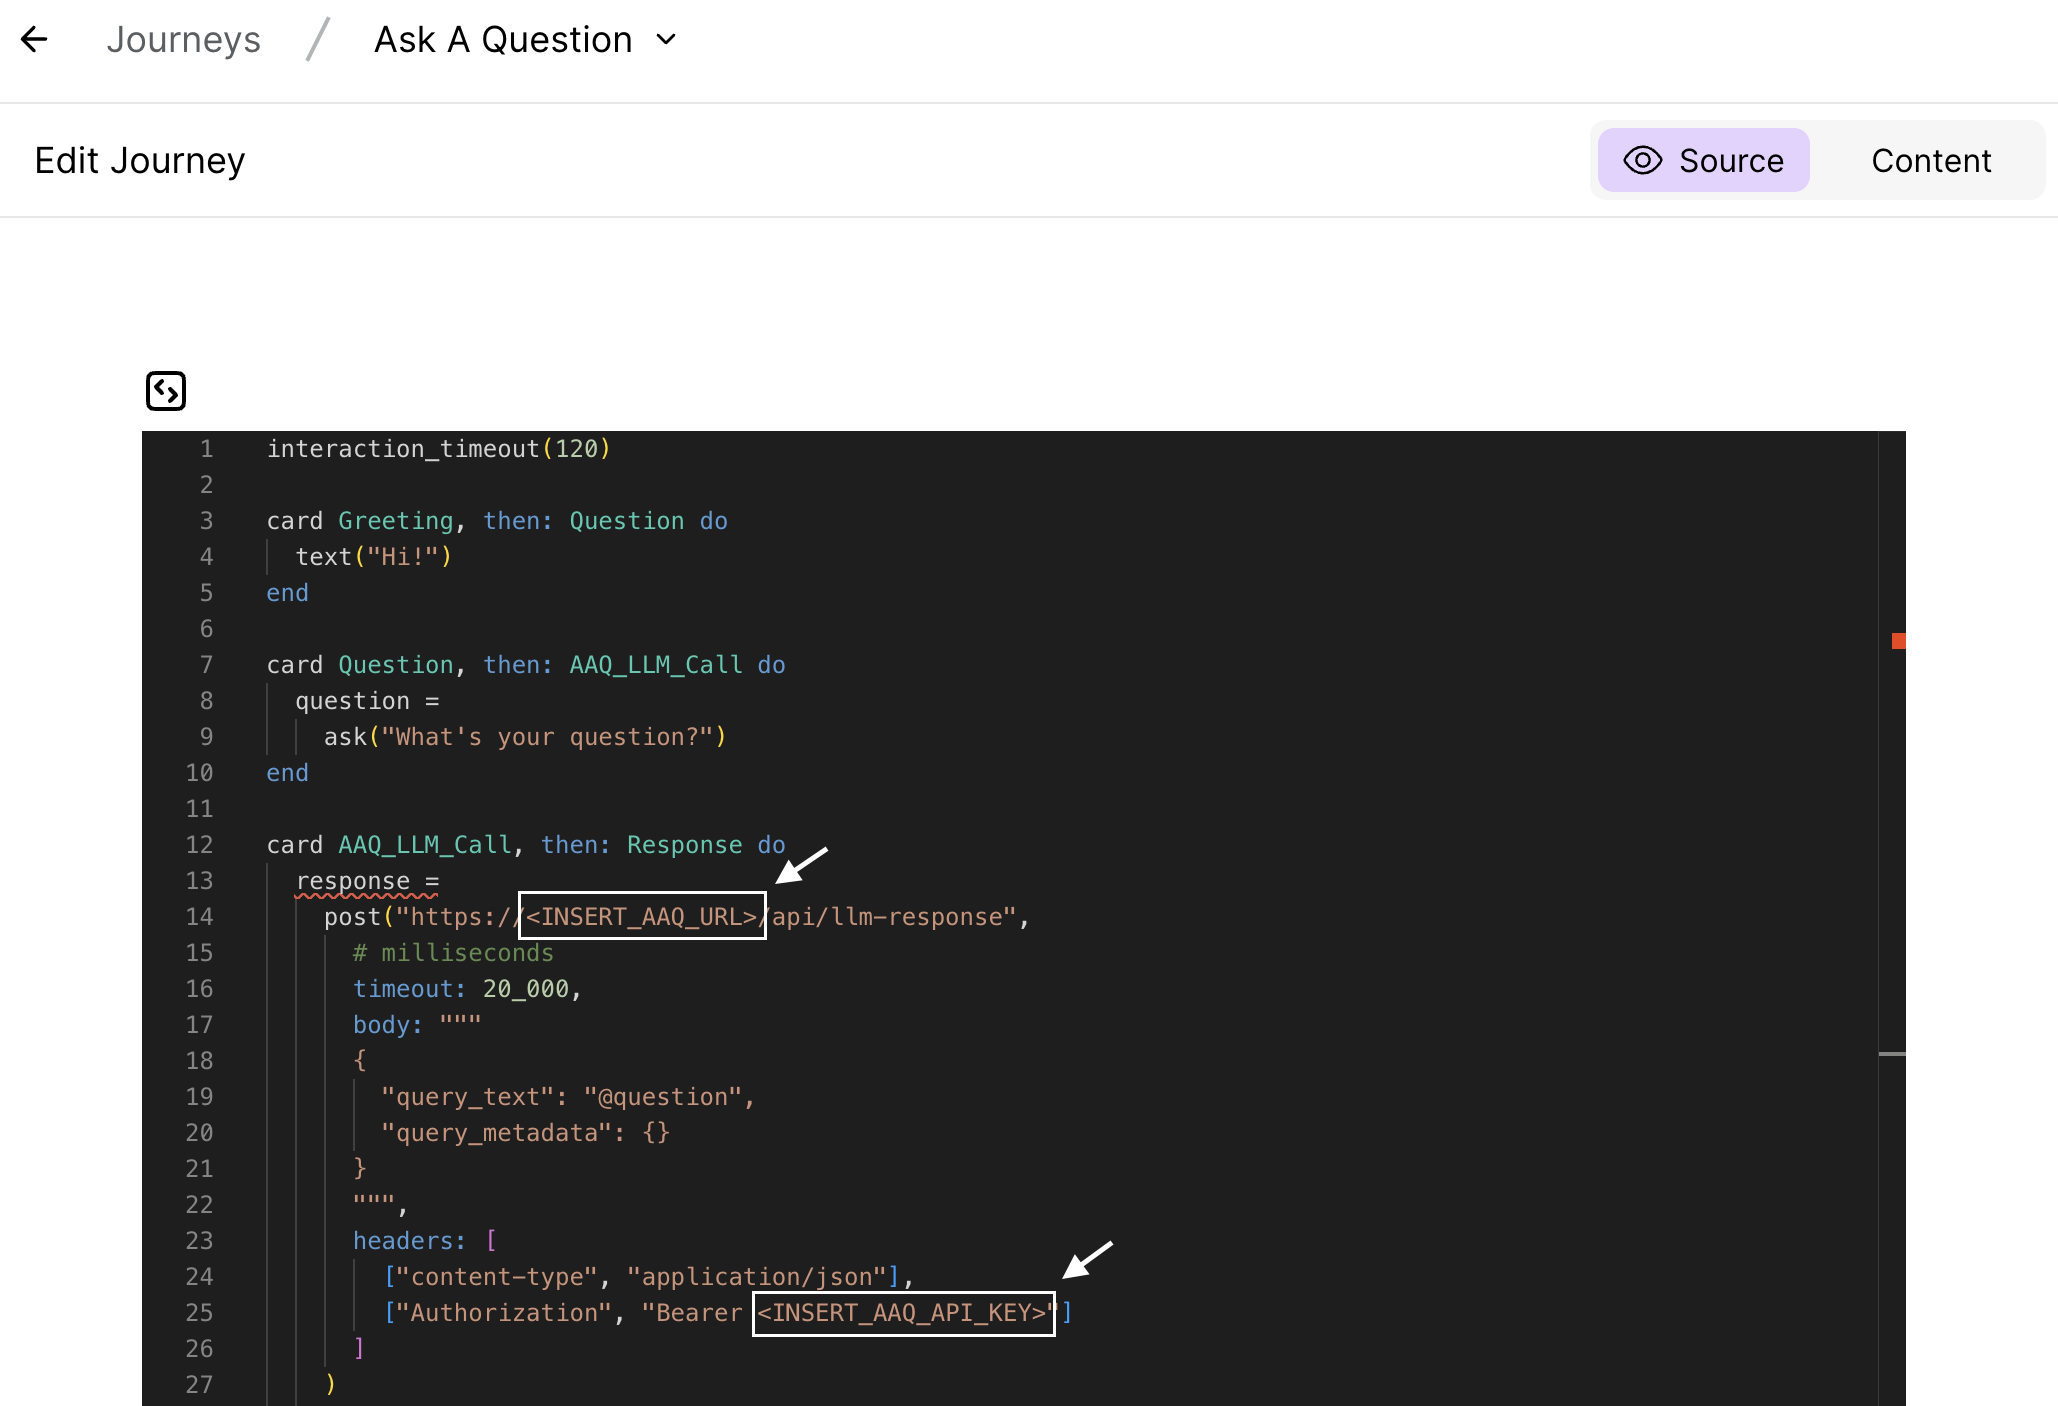 Journeys / Ask A Question
Edit Journey
Source Content
1 interaction_timeout(120)
2
3 card Greeting, then: Question do
4 text("Hi!")
5 end
6
7 card Question, then: AAQ_LLM_Call do
8 question =
9 ask("What's your question?")
10 end
11
12 card AAQ_LLM_Call, then: Response do
13 response =
14 post("https://<INSERT_AAQ_URL>/api/llm-response",
15 # milliseconds
16 timeout: 20_000,
17 body: """
18 {
19 "query_text": "@question",
20 "query_metadata": {}
21 }
22 """,
23 headers: [
24 ["content-type", "application/json"],
25 ["Authorization", "Bearer <INSERT_AAQ_API_KEY>"]
26 ]
27 )